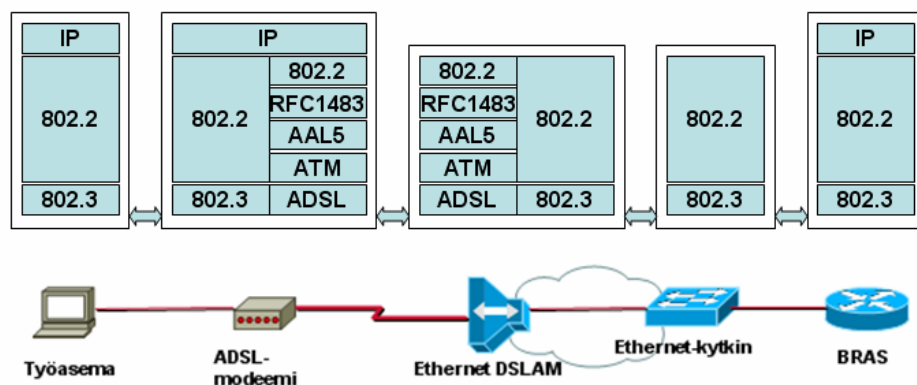 IP
802.2
802.3
IP
802.2
802.3
802.2
RFC1483
AAL5
ATM
ADSL
802.2
RFC1483
AAL5
ATM
ADSL
802.2
802.3
802.2
802.3
IP
802.2
802.3
Työasema
ADSL-
modeemi
Ethernet DSLAM
Ethernet-kytkin
BRAS